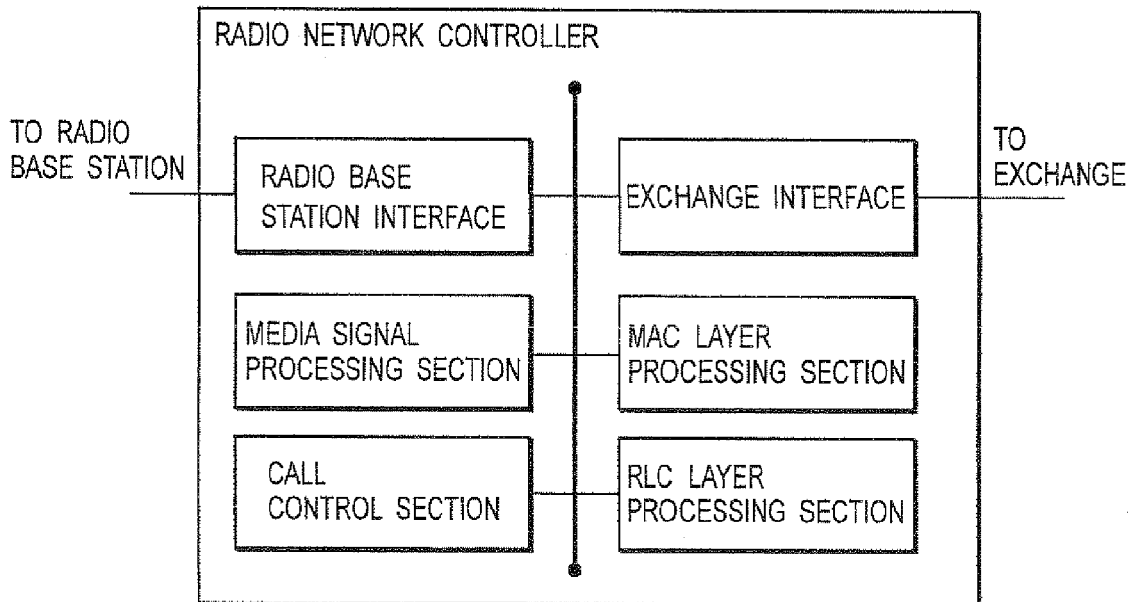 RADIO NETWORK CONTROLLER
TO RADIO
BASE STATION
RADIO BASE
STATION INTERFACE
EXCHANGE INTERFACE
TO
EXCHANGE
MEDIA SIGNAL
PROCESSING SECTION
MAC LAYER
PROCESSING SECTION
CALL
CONTROL SECTION
RLC LAYER
PROCESSING SECTION